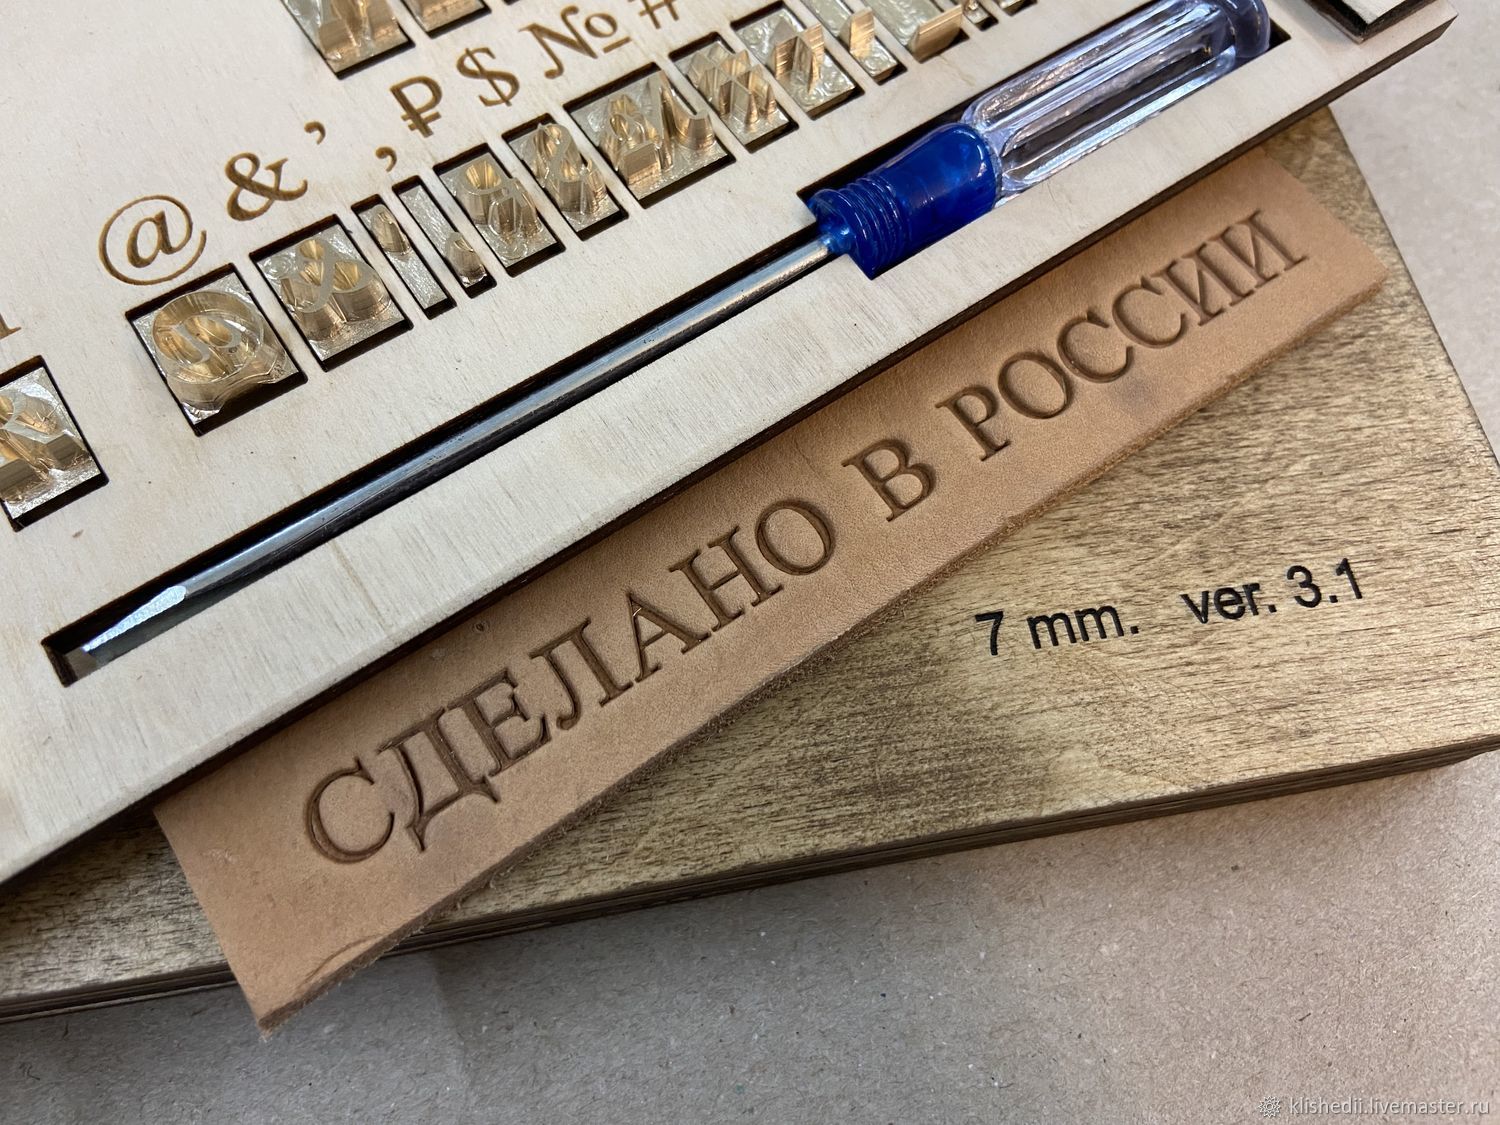 @ & ’ , ₽ $ № #
СДЕЛАНО В РОССИИ
7 mm. ver. 3.1
klishedii.livemaster.ru